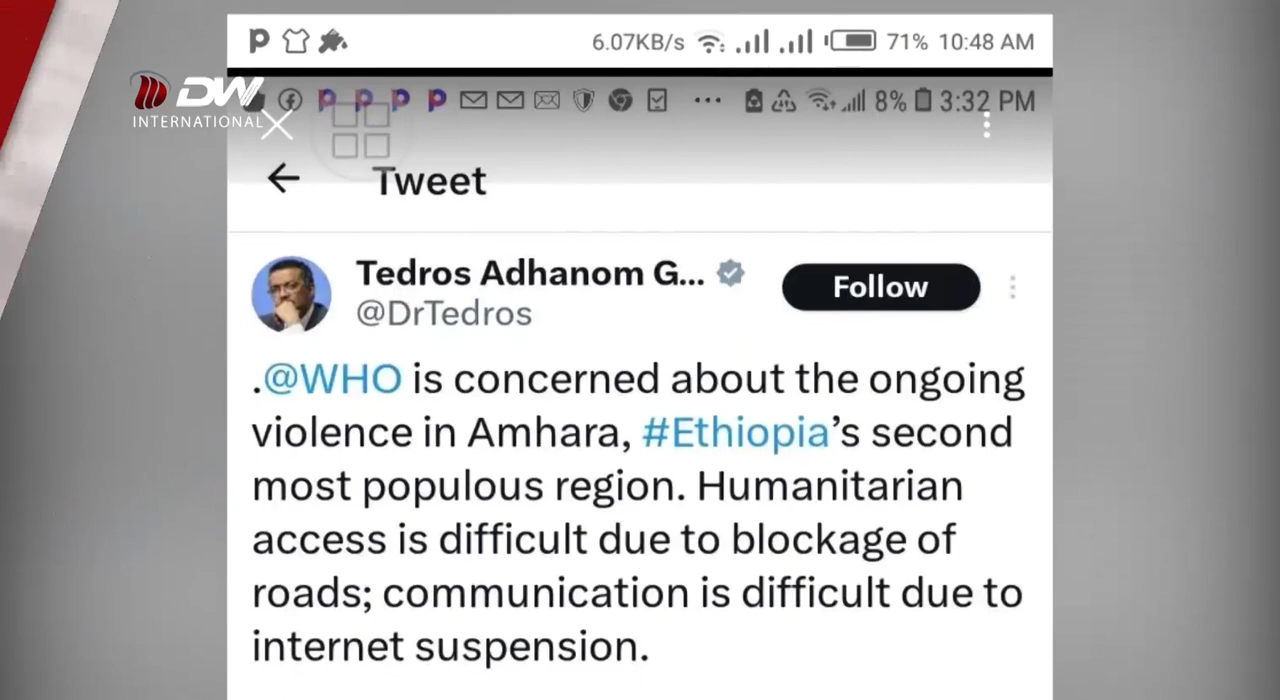 6.07KB/s 71% 10:48 AM
DW
INTERNATIONAL
8% 3:32 PM
Tweet
Tedros Adhanom G...
Follow
@DrTedros
.@WHO is concerned about the ongoing
violence in Amhara, #Ethiopia’s second
most populous region. Humanitarian
access is difficult due to blockage of
roads; communication is difficult due to
internet suspension.